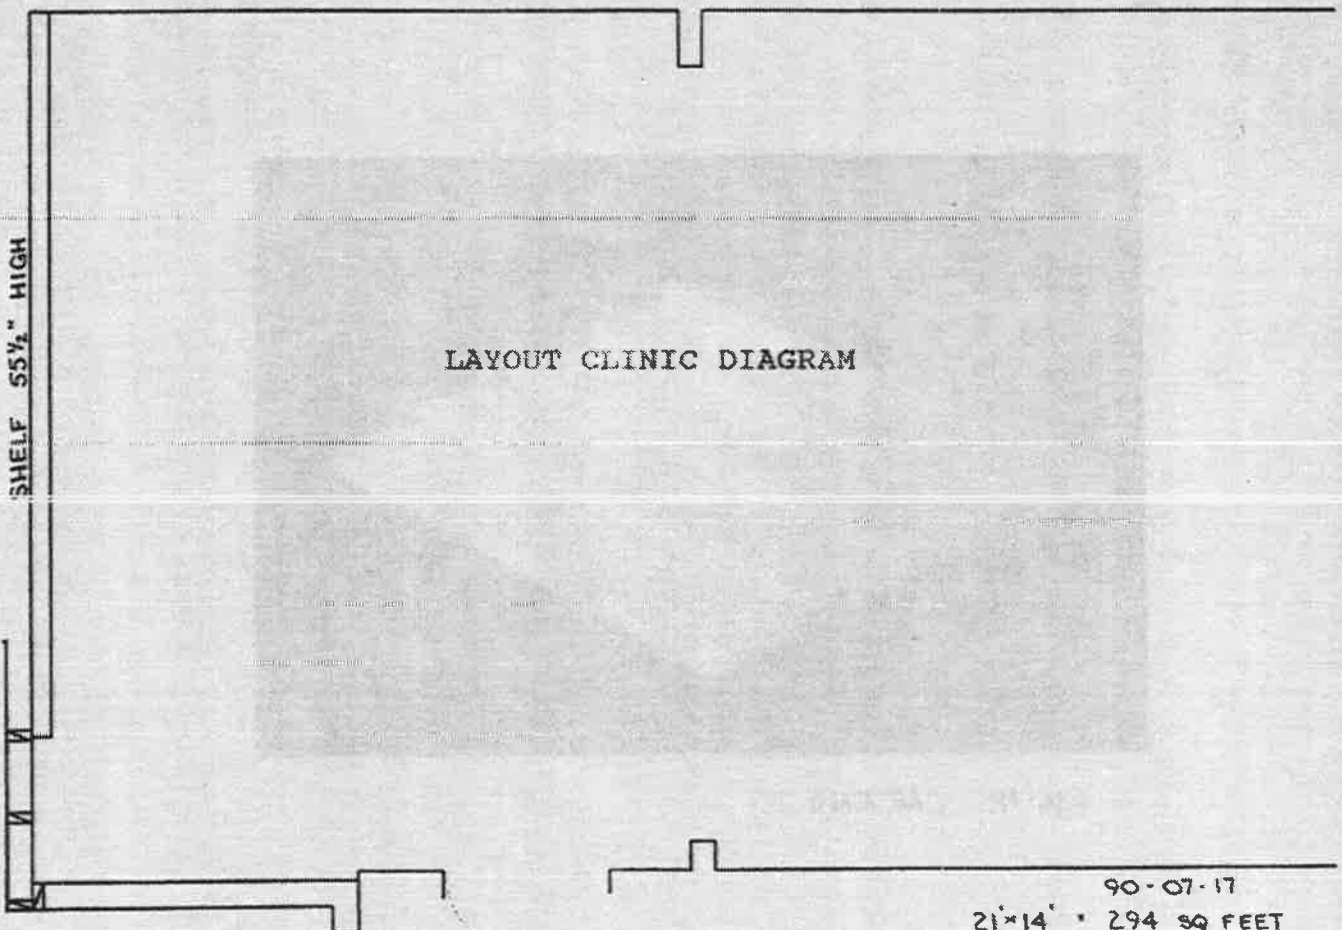 SHELF 55½" HIGH
LAYOUT CLINIC DIAGRAM
90-07-17
21'×14' = 294 SQ FEET